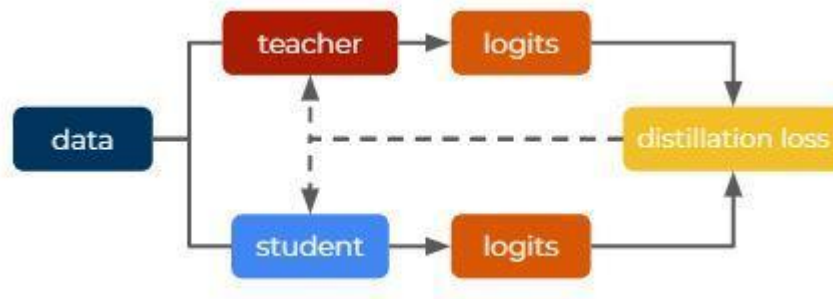 teacher
logits
data
distillation loss
student
logits